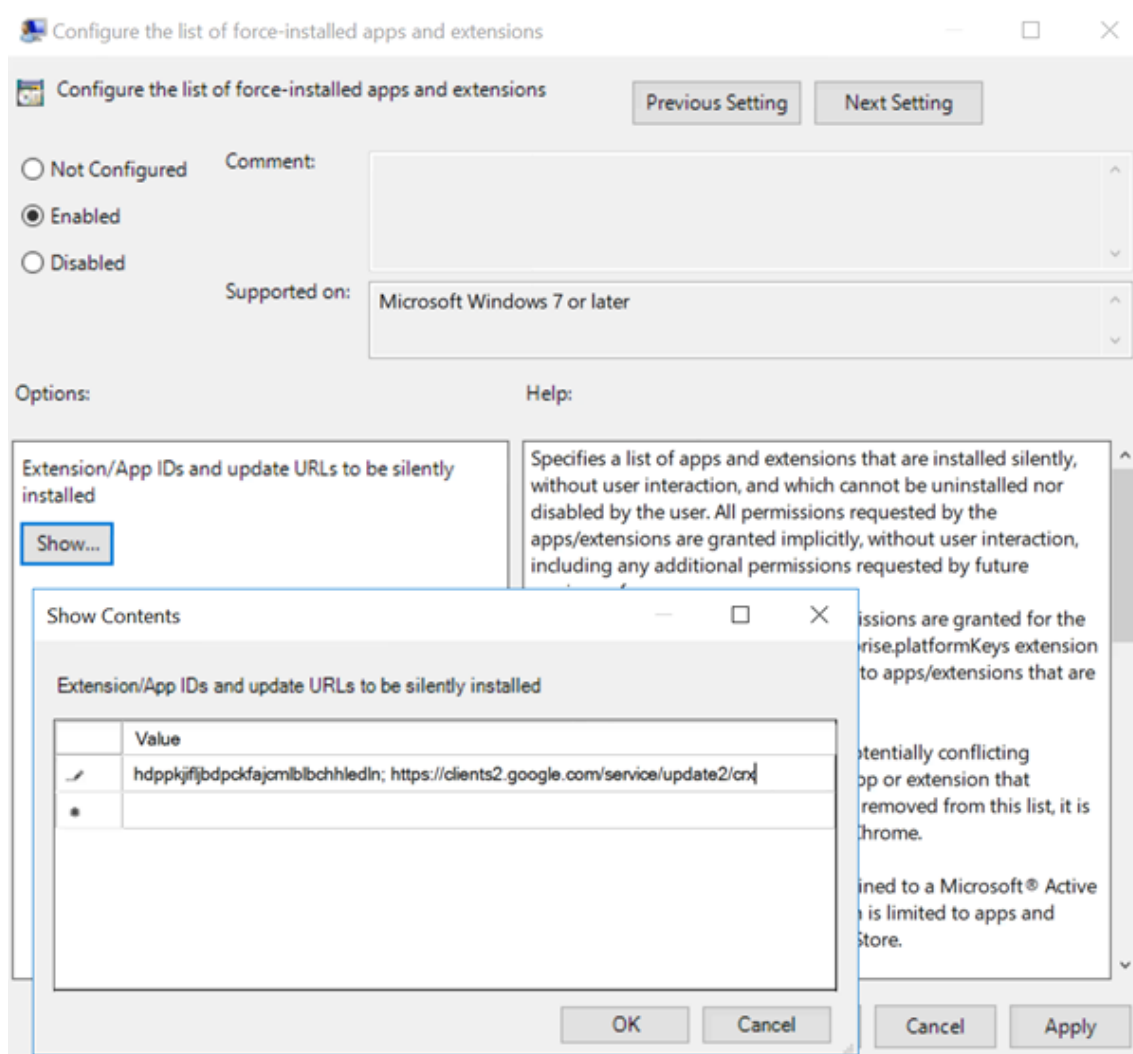 Configure the list of force-installed apps and extensions
Configure the list of force-installed apps and extensions
Previous Setting
Next Setting
Not Configured
Comment:
Enabled
Disabled
Supported on:
Microsoft Windows 7 or later
Options:
Help:
Extension/App IDs and update URLs to be silently
installed
Show...
Specifies a list of apps and extensions that are installed silently,
without user interaction, and which cannot be uninstalled nor
disabled by the user. All permissions requested by the
apps/extensions are granted implicitly, without user interaction,
including any additional permissions requested by future
issions are granted for the
rise.platformKeys extension
to apps/extensions that are
otentially conflicting
pp or extension that
removed from this list, it is
Chrome.
ined to a Microsoft® Active
is limited to apps and
Store.
Show Contents
Extension/App IDs and update URLs to be silently installed
Value
hdppkjifljbdpckfajcmlblbchhledln; https://clients2.google.com/service/update2/crx
OK
Cancel
Cancel
Apply